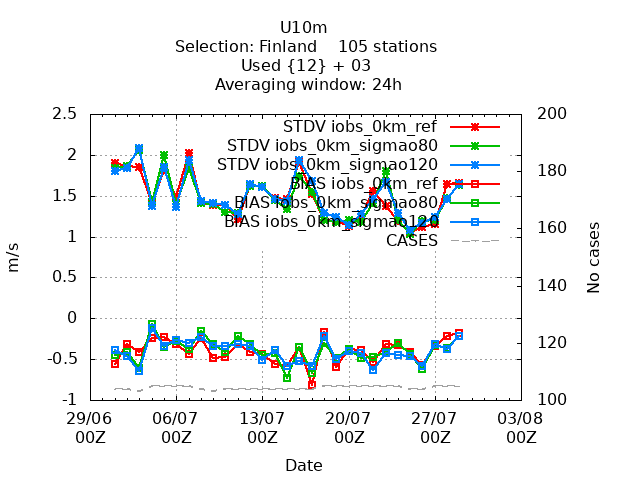 U10m
Selection: Finland 105 stations
Used {12} + 03
Averaging window: 24h
2.5
2
1.5
1
0.5
0
-0.5
-1
m/s
200
180
160
140
120
100
No cases
STDV iobs_0km_ref
STDV iobs_0km_sigmao80
STDV iobs_0km_sigmao120
BIAS iobs_0km_ref
BIAS iobs_0km_sigmao80
BIAS iobs_0km_sigmao120
CASES
29/06 06/07 13/07 20/07 27/07 03/08
00Z 00Z 00Z 00Z 00Z 00Z
Date